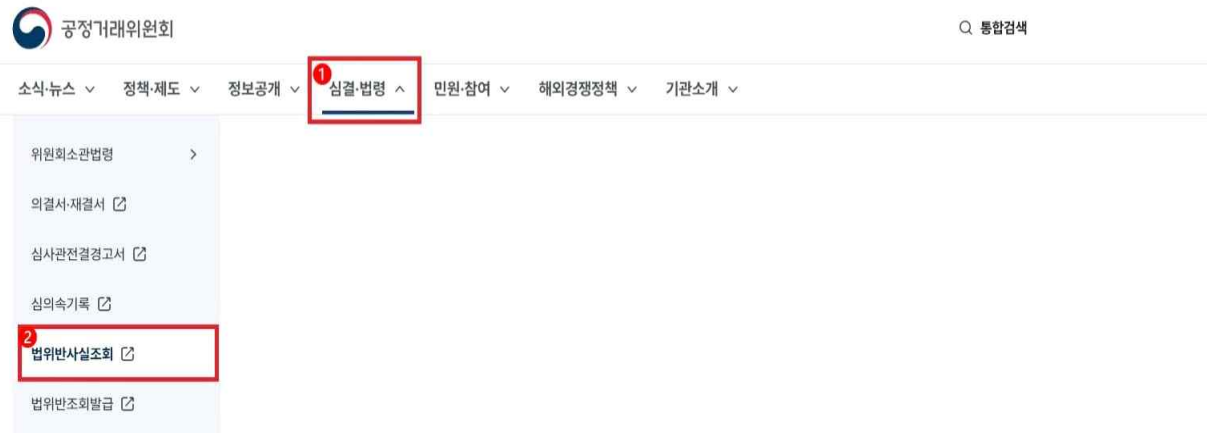 공정거래위원회
통합검색
소식·뉴스 정책·제도 정보공개 1 심결·법령 민원·참여 해외경쟁정책 기관소개
위원회소관법령
의결서·재결서
심사관전결경고서
심의속기록
2
법위반사실조회
법위반조회발급